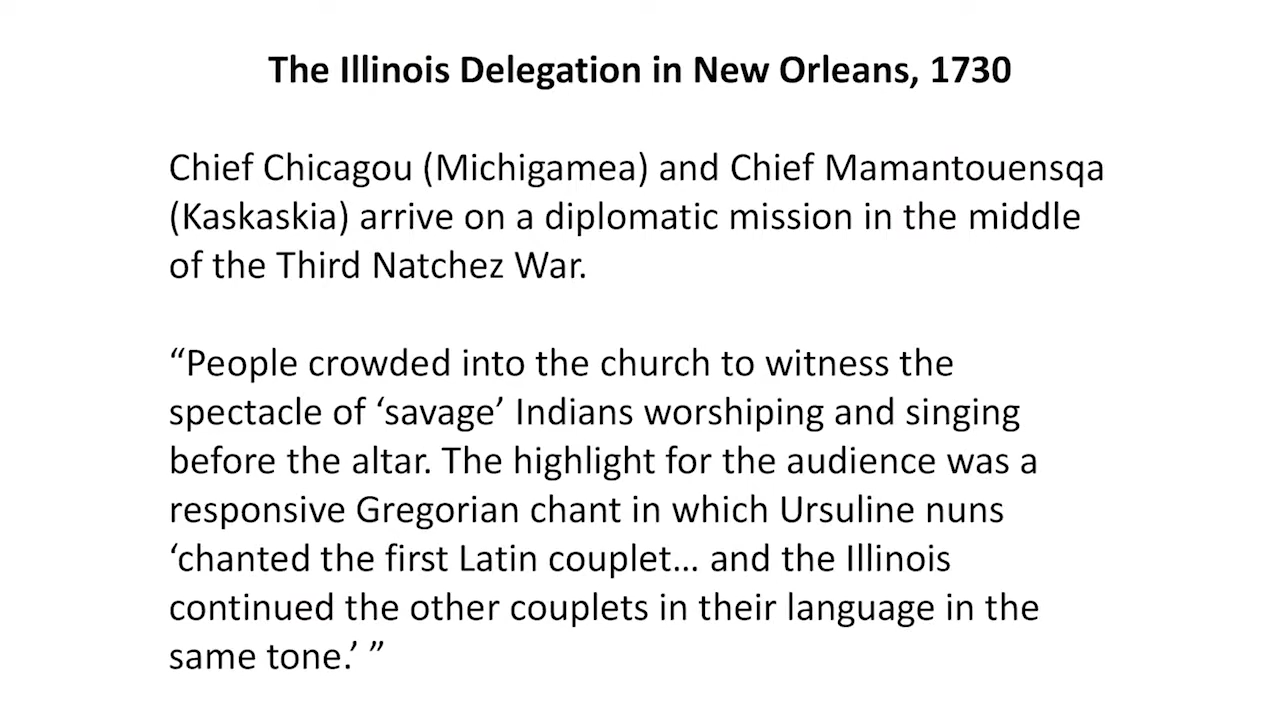 The Illinois Delegation in New Orleans, 1730
Chief Chicagou (Michigamea) and Chief Mamantouensqa
(Kaskaskia) arrive on a diplomatic mission in the middle
of the Third Natchez War.
“People crowded into the church to witness the
spectacle of ‘savage’ Indians worshiping and singing
before the altar. The highlight for the audience was a
responsive Gregorian chant in which Ursuline nuns
‘chanted the first Latin couplet… and the Illinois
continued the other couplets in their language in the
same tone.’ ”